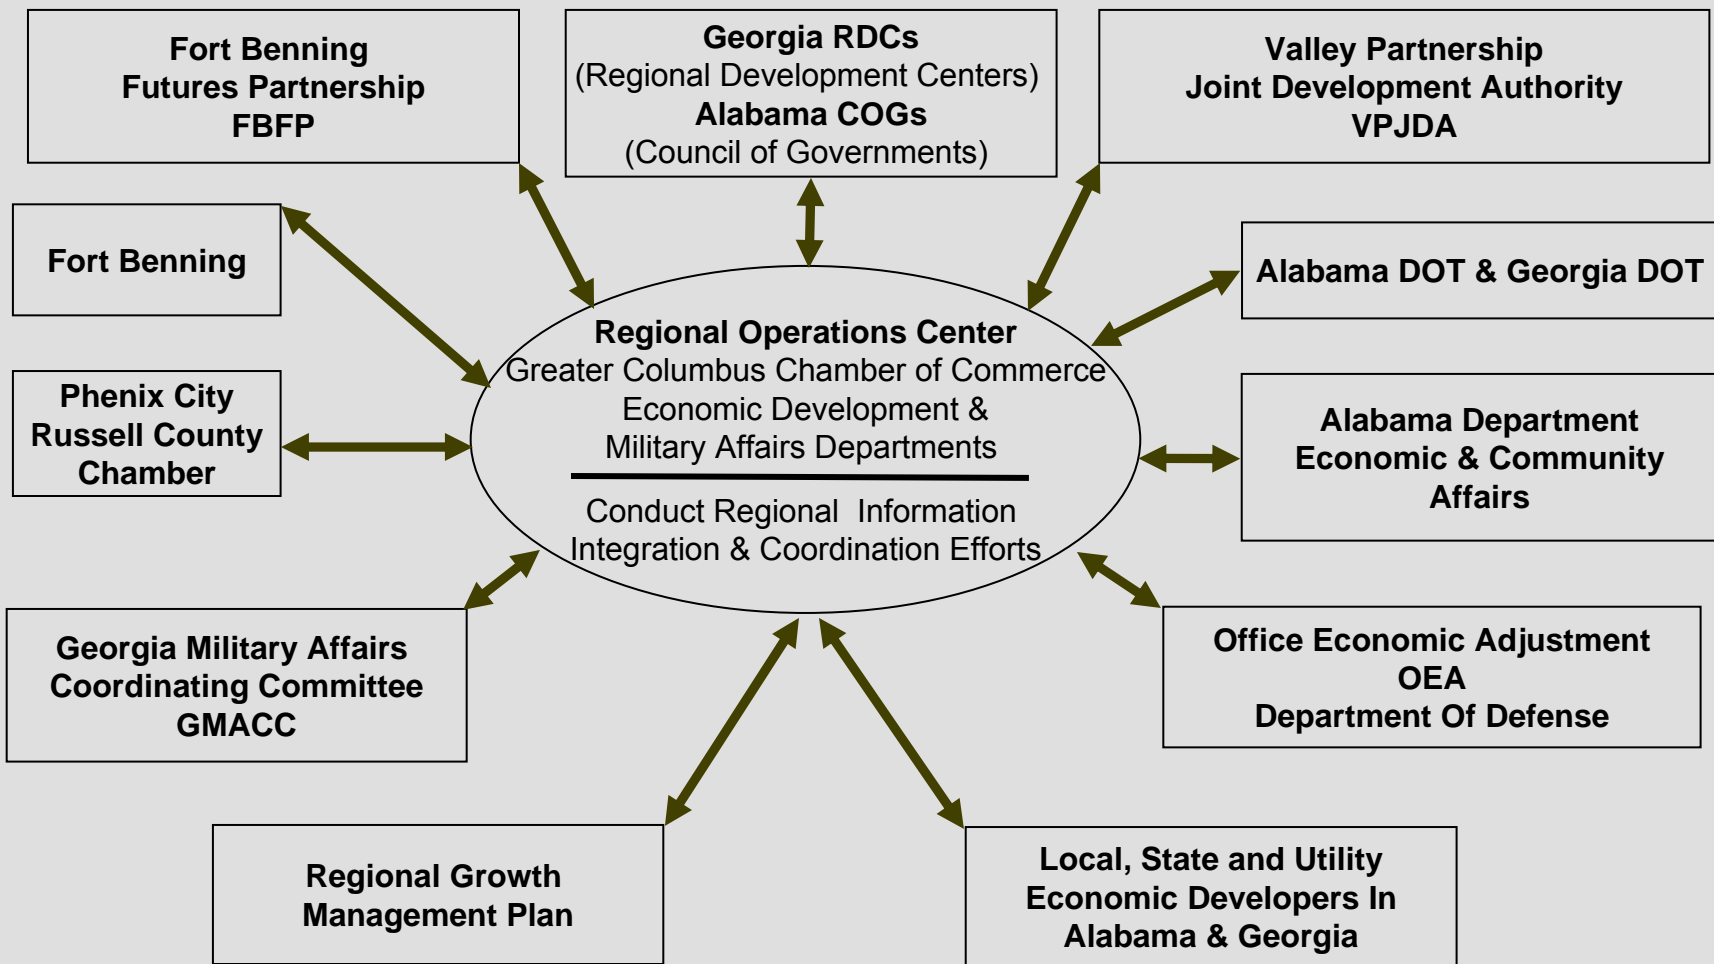 Fort Benning
Futures Partnership
FBFP
Georgia RDCs
(Regional Development Centers)
Alabama COGs
(Council of Governments)
Valley Partnership
Joint Development Authority
VPJDA
Fort Benning
Alabama DOT & Georgia DOT
Regional Operations Center
Greater Columbus Chamber of Commerce
Economic Development &
Military Affairs Departments
Conduct Regional  Information
Integration & Coordination Efforts
Phenix City
Russell County
Chamber
Alabama Department
Economic & Community
Affairs
Georgia Military Affairs
Coordinating Committee
GMACC
Office Economic Adjustment
OEA
Department Of Defense
Regional Growth
Management Plan
Local, State and Utility
Economic Developers In
Alabama & Georgia